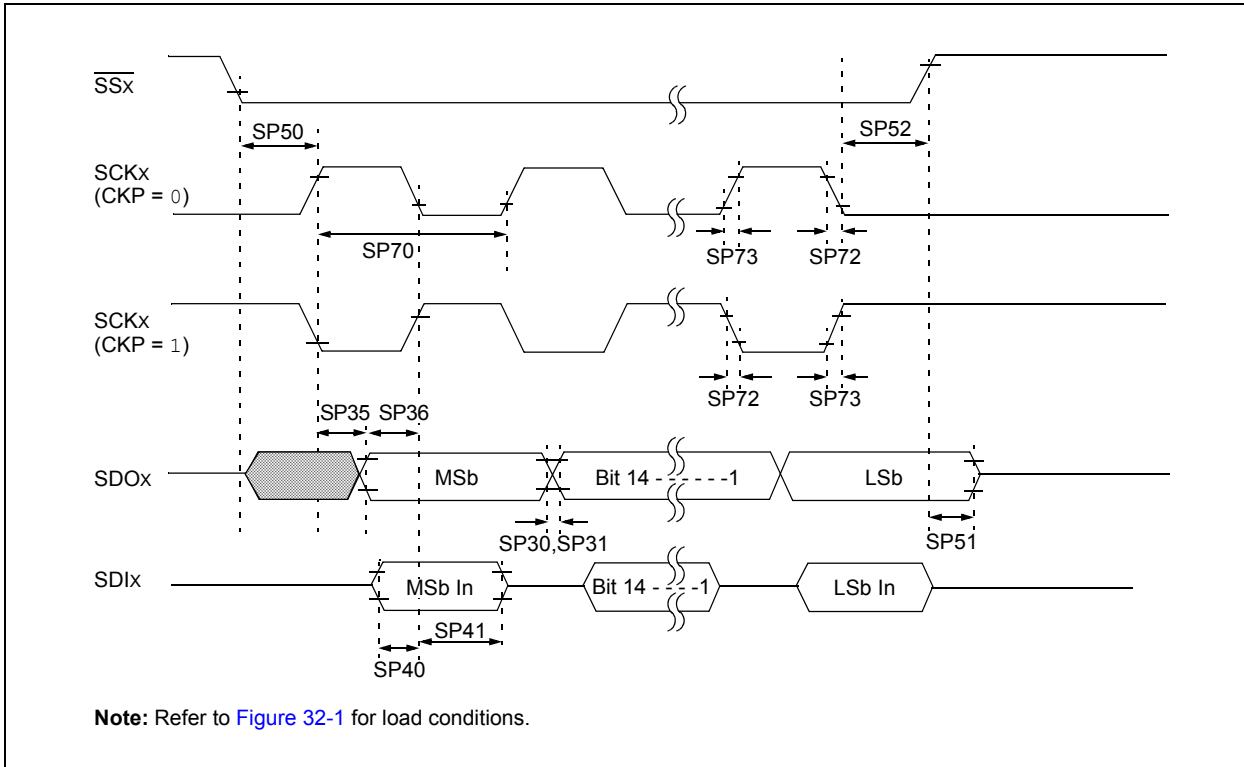 SSx
SP50
SP52
SCKx
(CKP = 0)
SP70
SP73
SP72
SCKx
(CKP = 1)
SP72
SP73
SP35
SP36
SDOx
MSb
Bit 14 - - - - - -1
LSb
SP30,SP31
SP51
SDIx
MSb In
Bit 14 - - - -1
LSb In
SP41
SP40
Note: Refer to Figure 32-1 for load conditions.